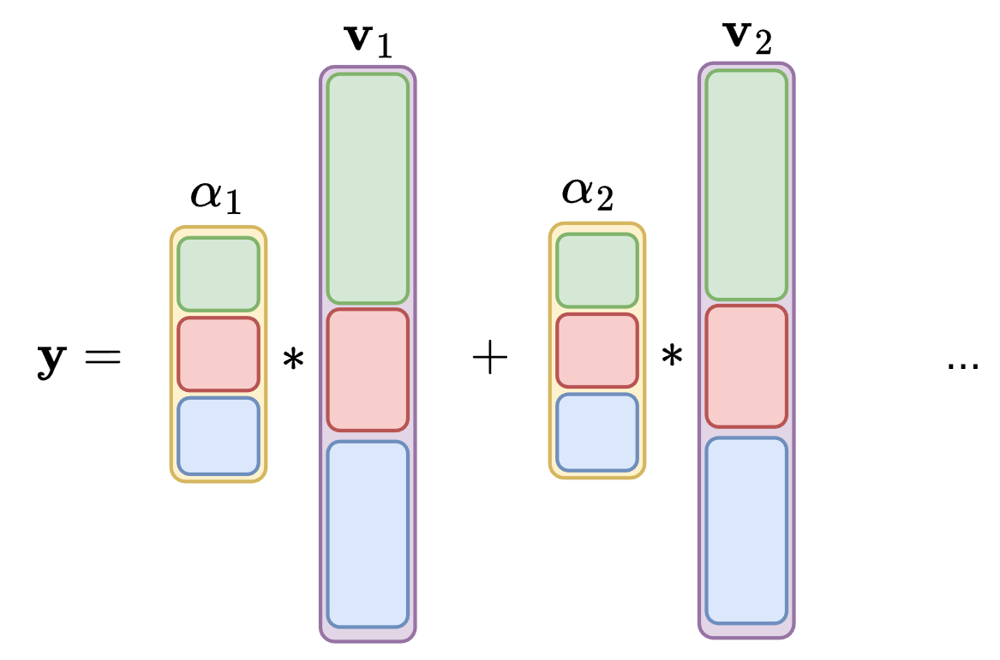 v₁ v₂
α₁ α₂
y = * + * ...